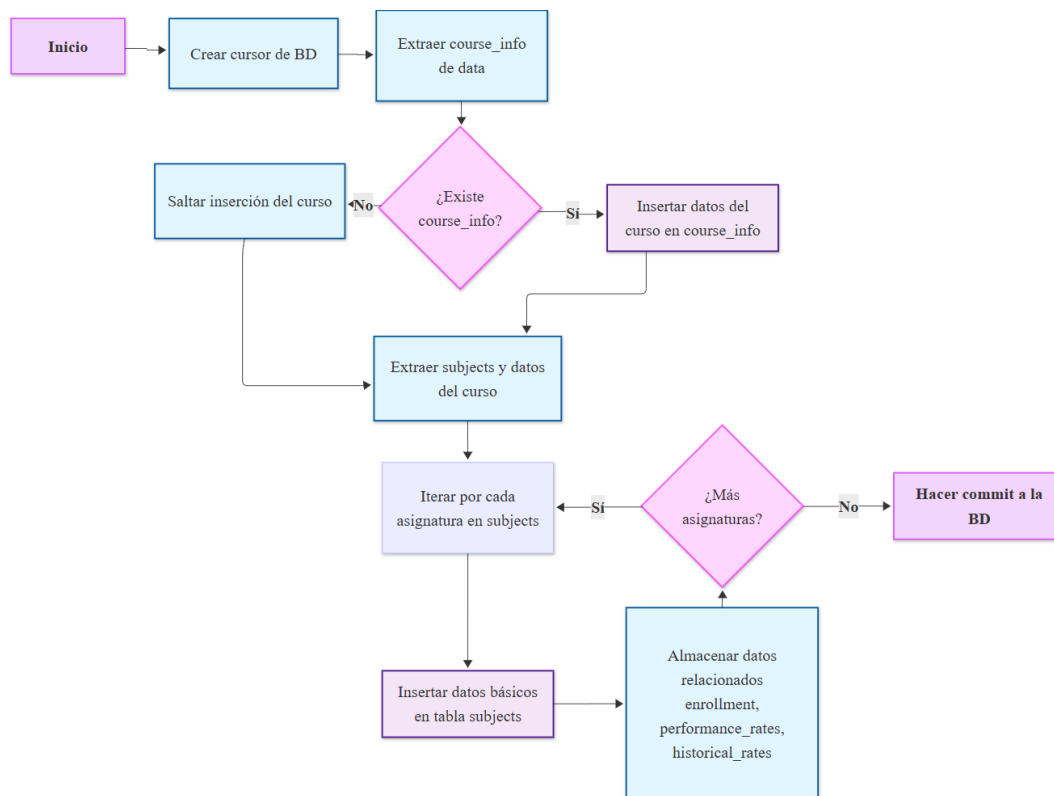 Inicio
Crear cursor de BD
Extraer course_info
de data
¿Existe
course_info?
No
Sí
Saltar inserción del curso
Insertar datos del
curso en course_info
Extraer subjects y datos
del curso
Iterar por cada
asignatura en subjects
Sí
¿Más
asignaturas?
No
Hacer commit a la
BD
Insertar datos básicos
en tabla subjects
Almacenar datos
relacionados
enrollment,
performance_rates,
historical_rates